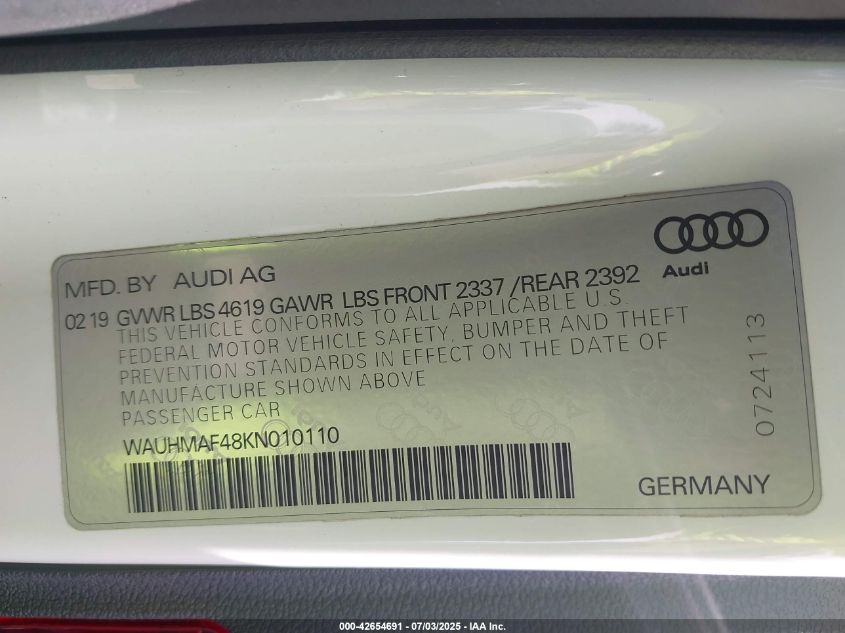 MFD. BY AUDI AG
Audi
02 19 GVWR LBS 4619 GAWR LBS FRONT 2337 /REAR 2392
THIS VEHICLE CONFORMS TO ALL APPLICABLE U.S.
FEDERAL MOTOR VEHICLE SAFETY, BUMPER AND THEFT
PREVENTION STANDARDS IN EFFECT ON THE DATE OF
MANUFACTURE SHOWN ABOVE
PASSENGER CAR
0724113
WAUHMAF48KN010110
GERMANY
000-42654691 - 07/03/2025 - IAA Inc.